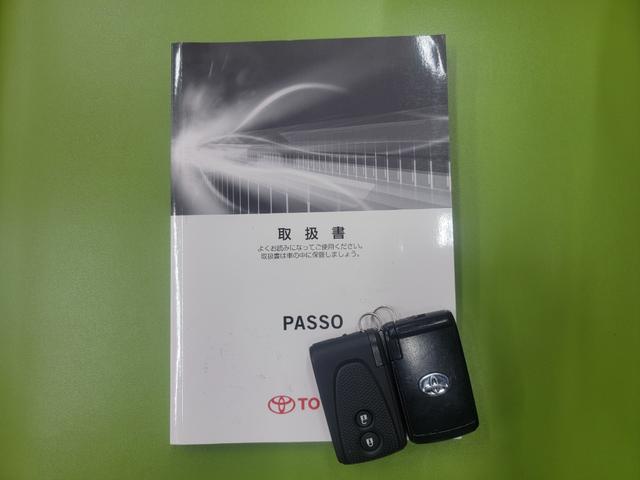 取扱書
よくお読みになってご使用ください。
取扱書は車の中に保管しましょう。
PASSO
TO